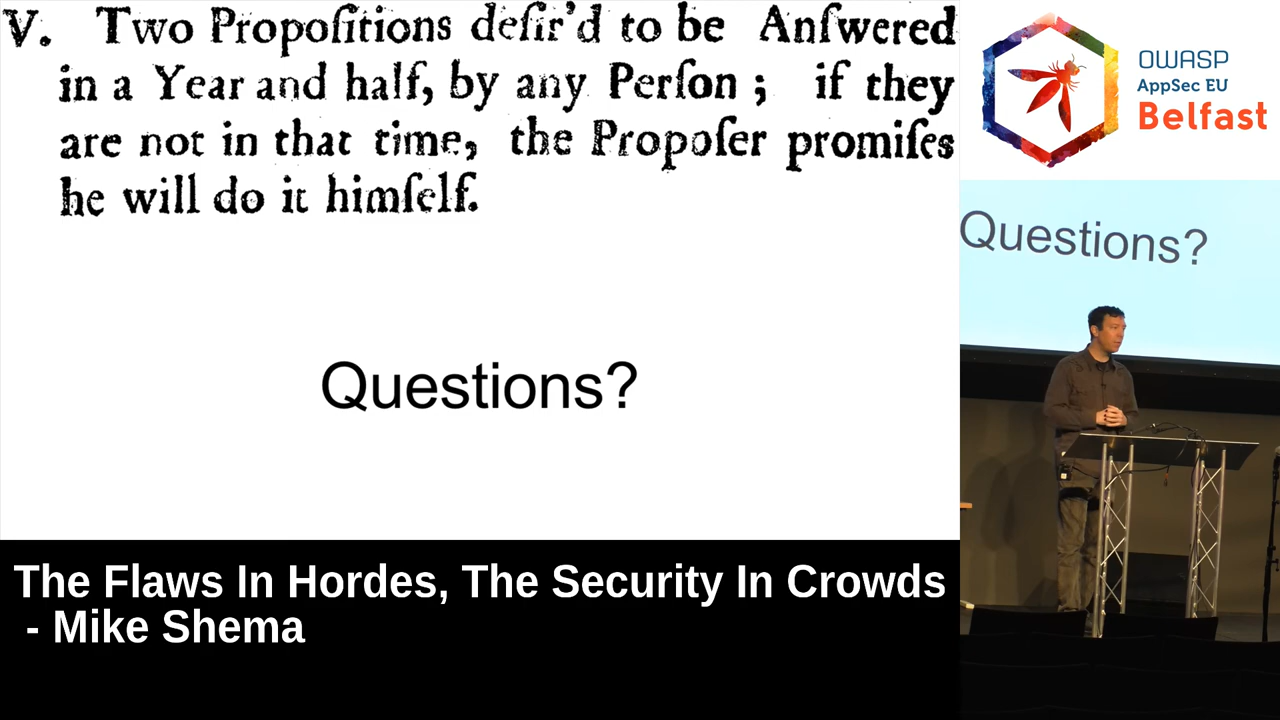 V. Two Propoſitions deſir'd to be Anſwered
in a Year and half, by any Perſon; if they
are not in that time, the Propoſer promiſes
he will do it himſelf.
Questions?
The Flaws In Hordes, The Security In Crowds
- Mike Shema
OWASP
AppSec EU
Belfast
Questions?